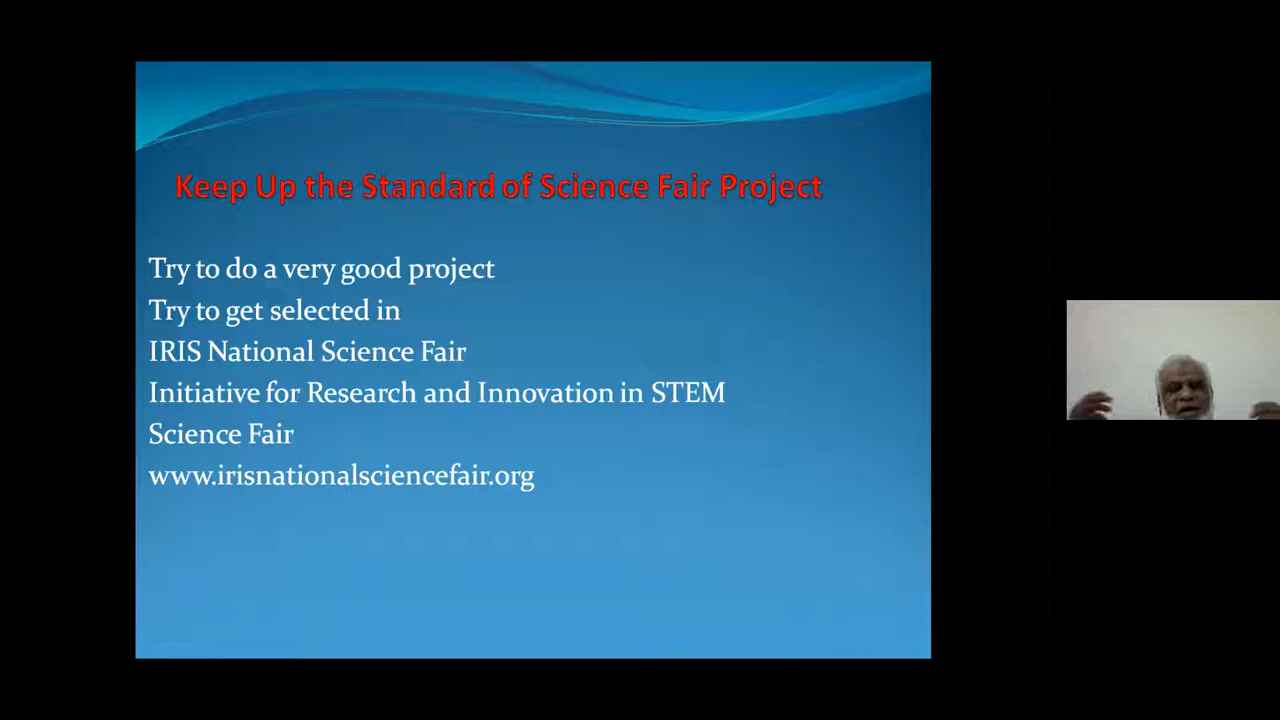 Keep Up the Standard of Science Fair Project
Try to do a very good project
Try to get selected in
IRIS National Science Fair
Initiative for Research and Innovation in STEM
Science Fair
www.irisnationalsciencefair.org